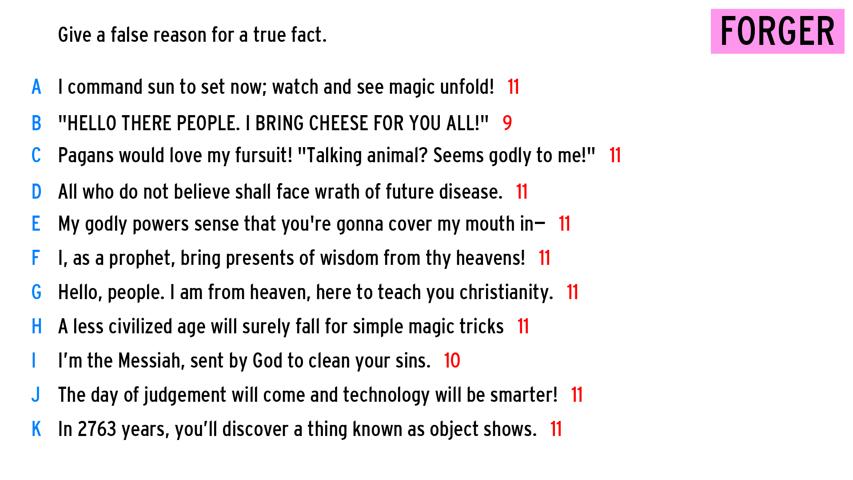 Give a false reason for a true fact.
FORGER
A I command sun to set now; watch and see magic unfold! 11
B "HELLO THERE PEOPLE. I BRING CHEESE FOR YOU ALL!" 9
C Pagans would love my fursuit! "Talking animal? Seems godly to me!" 11
D All who do not believe shall face wrath of future disease. 11
E My godly powers sense that you're gonna cover my mouth in— 11
F I, as a prophet, bring presents of wisdom from thy heavens! 11
G Hello, people. I am from heaven, here to teach you christianity. 11
H A less civilized age will surely fall for simple magic tricks 11
I I'm the Messiah, sent by God to clean your sins. 10
J The day of judgement will come and technology will be smarter! 11
K In 2763 years, you'll discover a thing known as object shows. 11